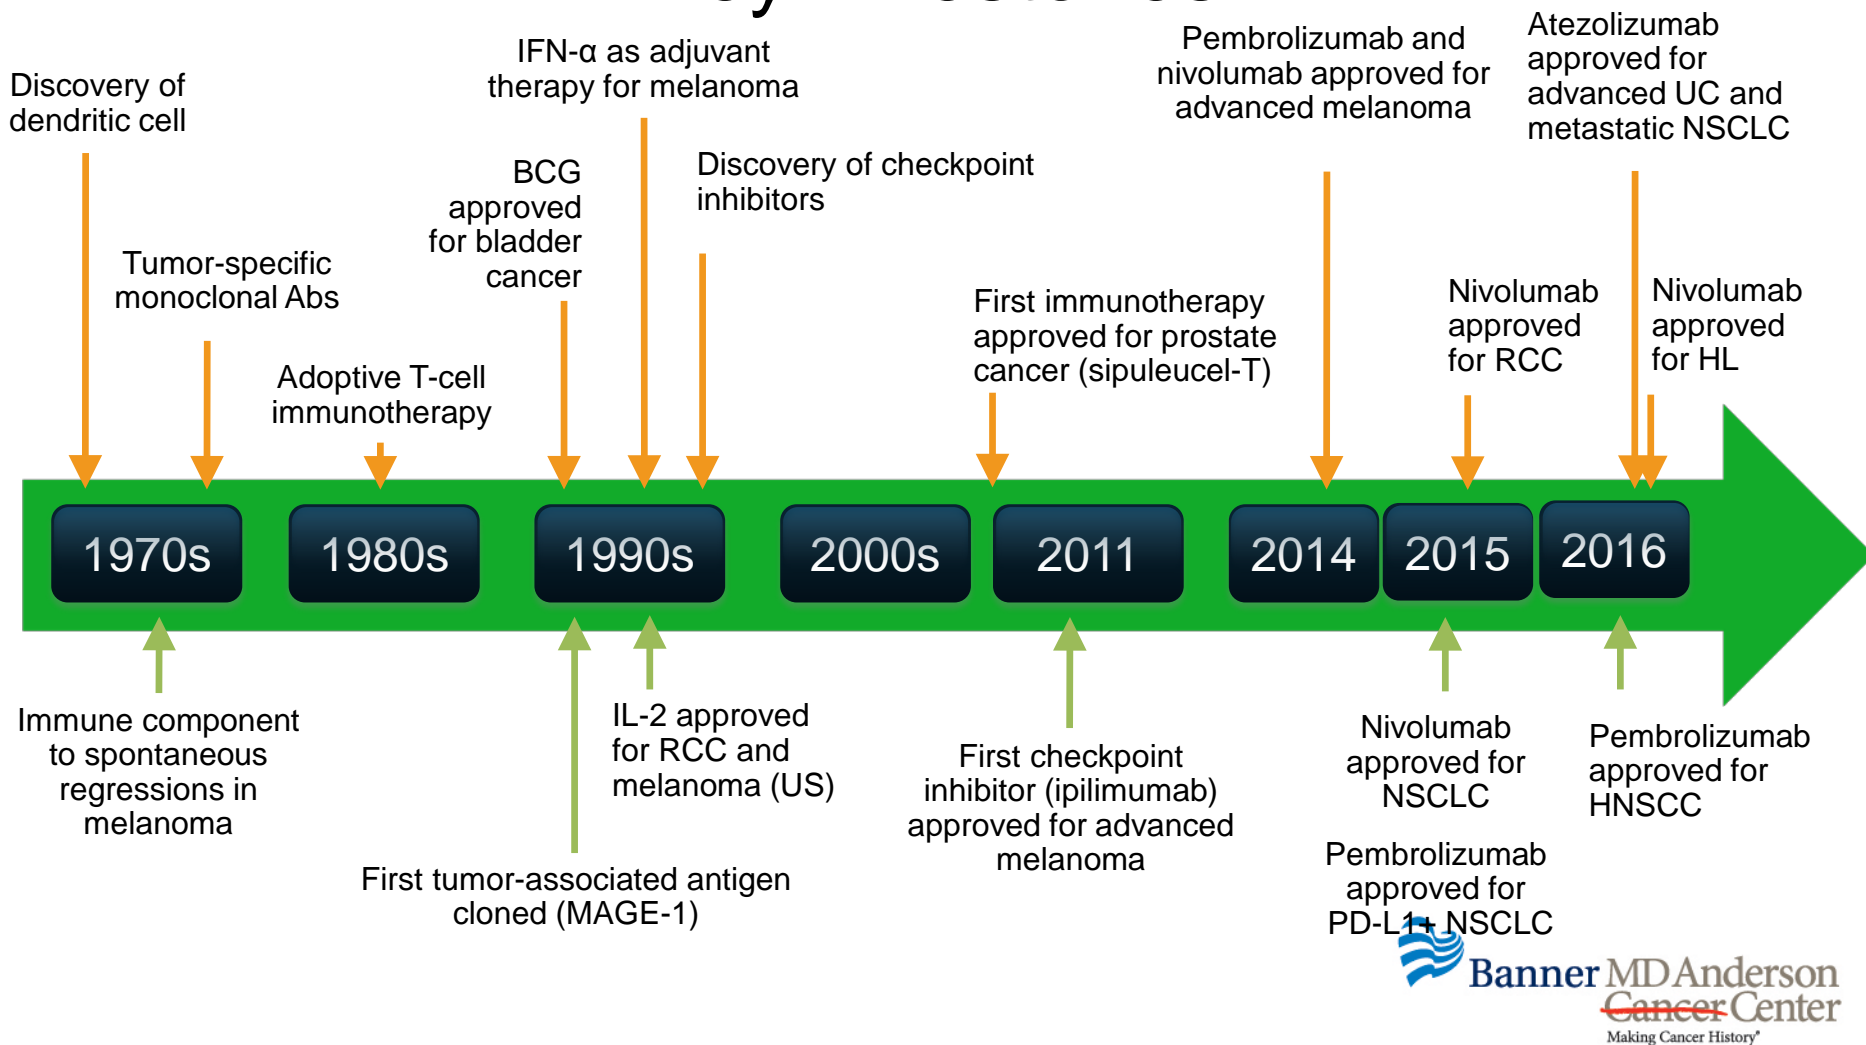 Discovery of
dendritic cell
Tumor-specific
monoclonal Abs
Adoptive T-cell
immunotherapy
BCG
approved
for bladder
cancer
IFN-α as adjuvant
therapy for melanoma
Discovery of checkpoint
inhibitors
First immunotherapy
approved for prostate
cancer (sipuleucel-T)
Pembrolizumab and
nivolumab approved for
advanced melanoma
Nivolumab
approved
for RCC
Atezolizumab
approved for
advanced UC and
metastatic NSCLC
Nivolumab
approved
for HL
1970s
1980s
1990s
2000s
2011
2014
2015
2016
Immune component
to spontaneous
regressions in
melanoma
First tumor-associated antigen
cloned (MAGE-1)
IL-2 approved
for RCC and
melanoma (US)
First checkpoint
inhibitor (ipilimumab)
approved for advanced
melanoma
Nivolumab
approved for
NSCLC
Pembrolizumab
approved for
PD-L1+ NSCLC
Pembrolizumab
approved for
HNSCC
Banner MD Anderson
Cancer Center
Making Cancer History®